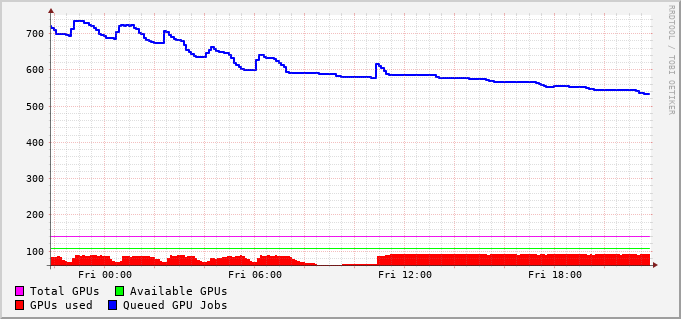 700
600
500
400
300
200
100
Fri 00:00 Fri 06:00 Fri 12:00 Fri 18:00
Total GPUs Available GPUs
GPUs used Queued GPU Jobs
RRDTOOL / TOBI OETIKER